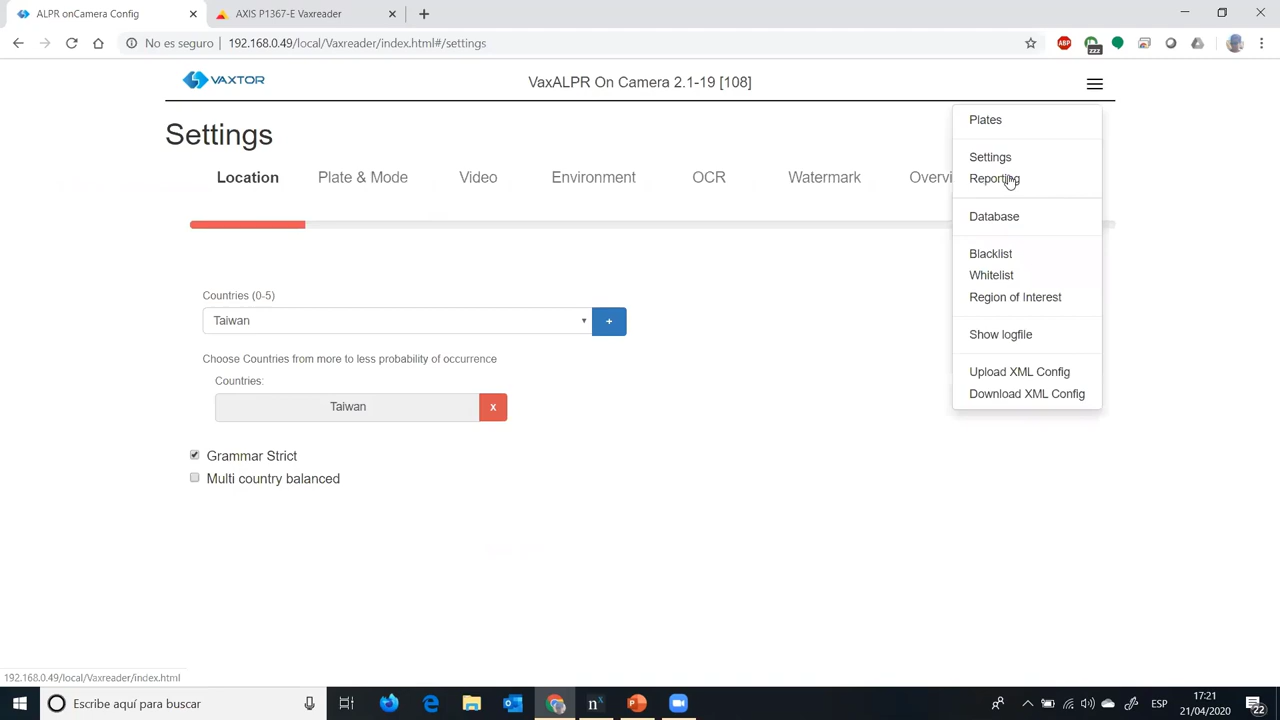 ALPR onCamera Config
AXIS P1367-E Vaxreader
No es seguro
192.168.0.49/local/Vaxreader/index.html#/settings
ABP
zzz
VAXTOR
VaxALPR On Camera 2.1-19 [108]
Settings
Location
Plate & Mode
Video
Environment
OCR
Watermark
Overvi
Plates
Settings
Reporting
Database
Blacklist
Whitelist
Region of Interest
Show logfile
Upload XML Config
Download XML Config
Countries (0-5)
Taiwan
+
Choose Countries from more to less probability of occurrence
Countries:
Taiwan
x
Grammar Strict
Multi country balanced
192.168.0.49/local/Vaxreader/index.html
Escribe aquí para buscar
ESP
17:21
21/04/2020
22